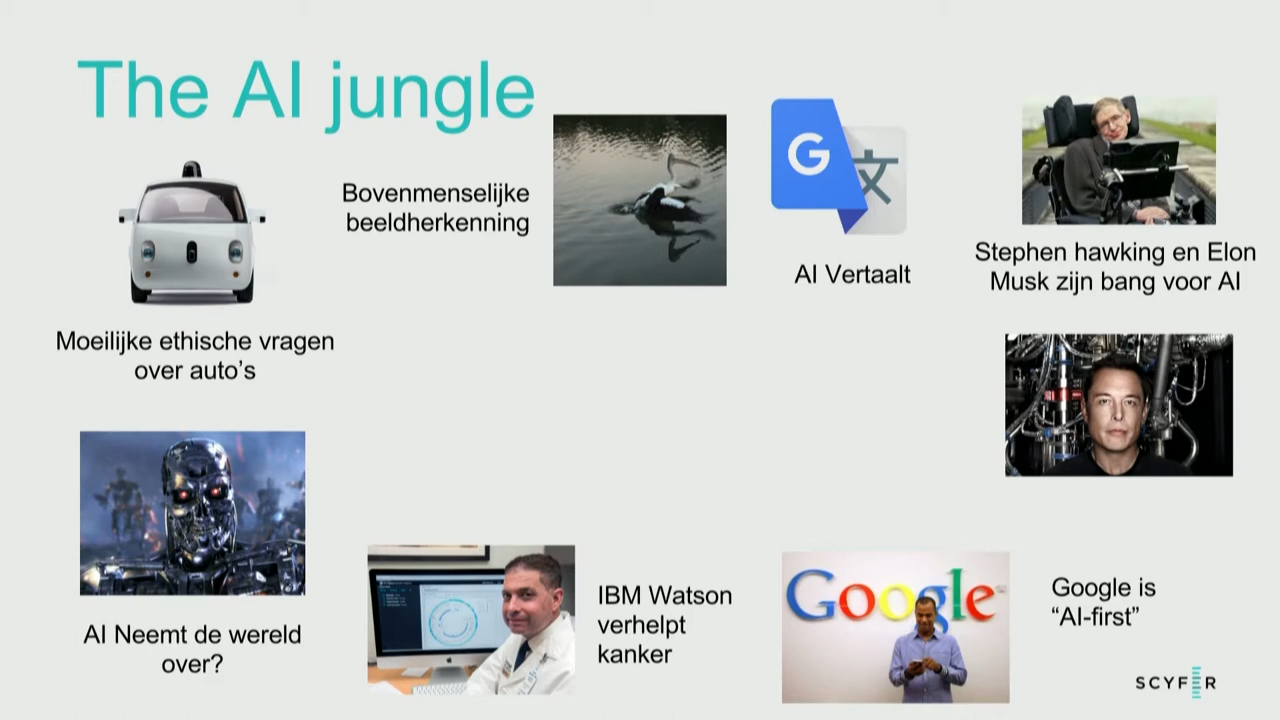 The AI jungle
Bovenmenselijke
beeldherkenning
G 文
AI Vertaalt
Stephen hawking en Elon
Musk zijn bang voor AI
Moeilijke ethische vragen
over auto's
AI Neemt de wereld
over?
IBM Watson
verhelpt
kanker
Google
Google is
“AI-first”
SCYFER